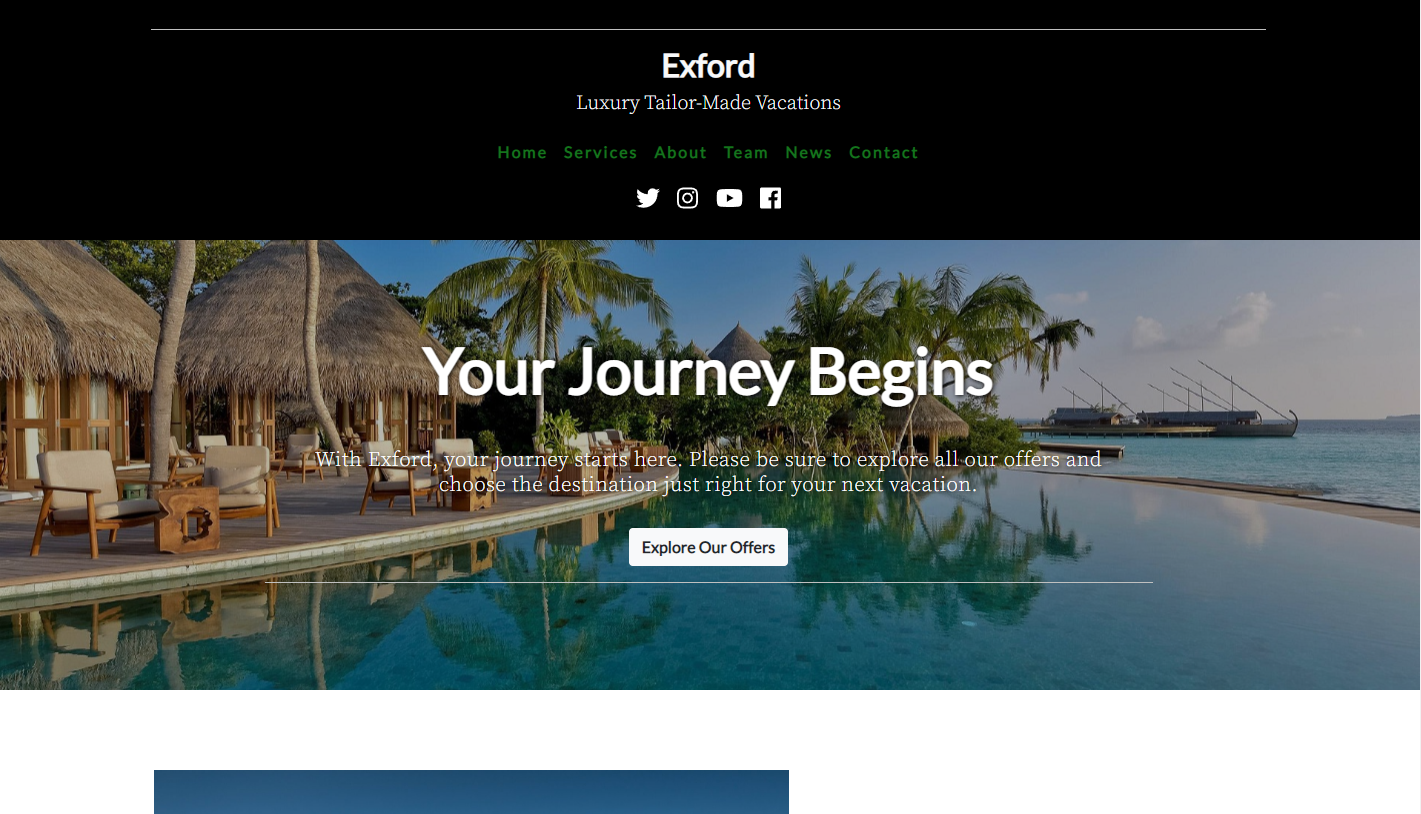 Exford
Luxury Tailor-Made Vacations
Home Services About Team News Contact
Your Journey Begins
With Exford, your journey starts here. Please be sure to explore all our offers and
choose the destination just right for your next vacation.
Explore Our Offers